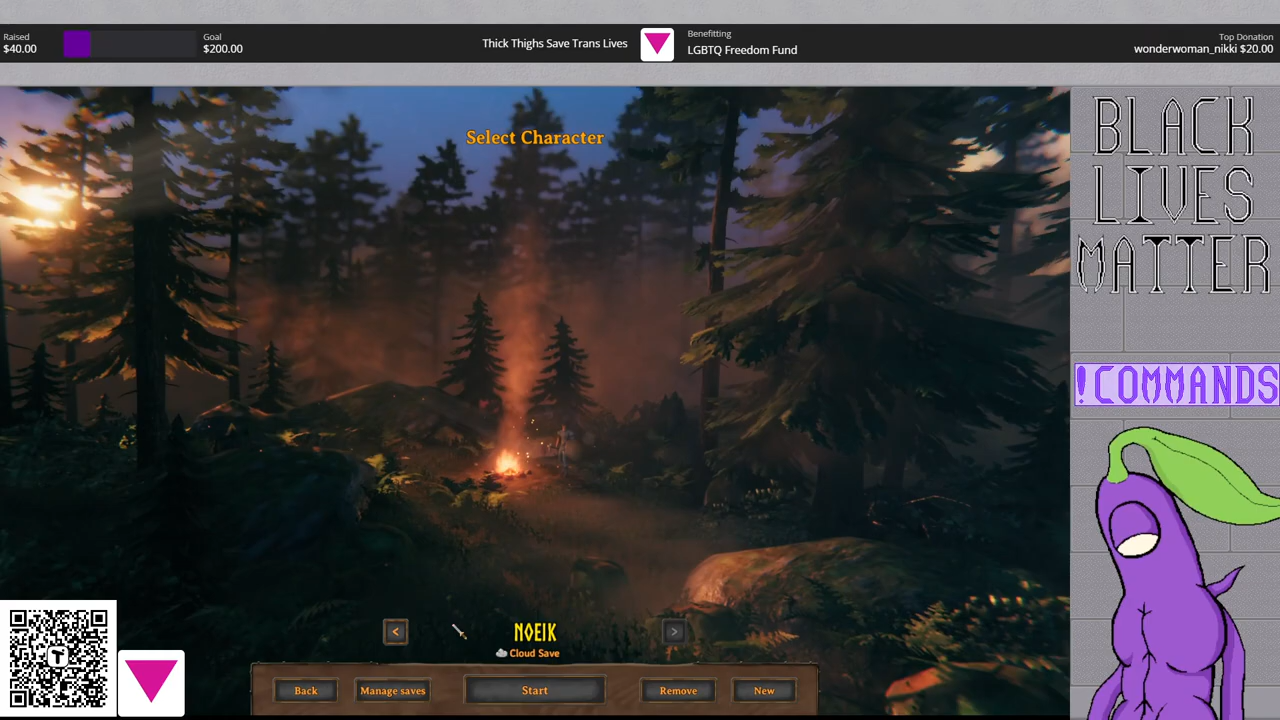 Raised
$40.00
Goal
$200.00
Thick Thighs Save Trans Lives
Benefitting
LGBTQ Freedom Fund
Top Donation
wonderwoman_nikki $20.00
Select Character
BLACK
LIVES
MATTER
!COMMANDS
< NOEIK >
Cloud Save
Back
Manage saves
Start
Remove
New
T